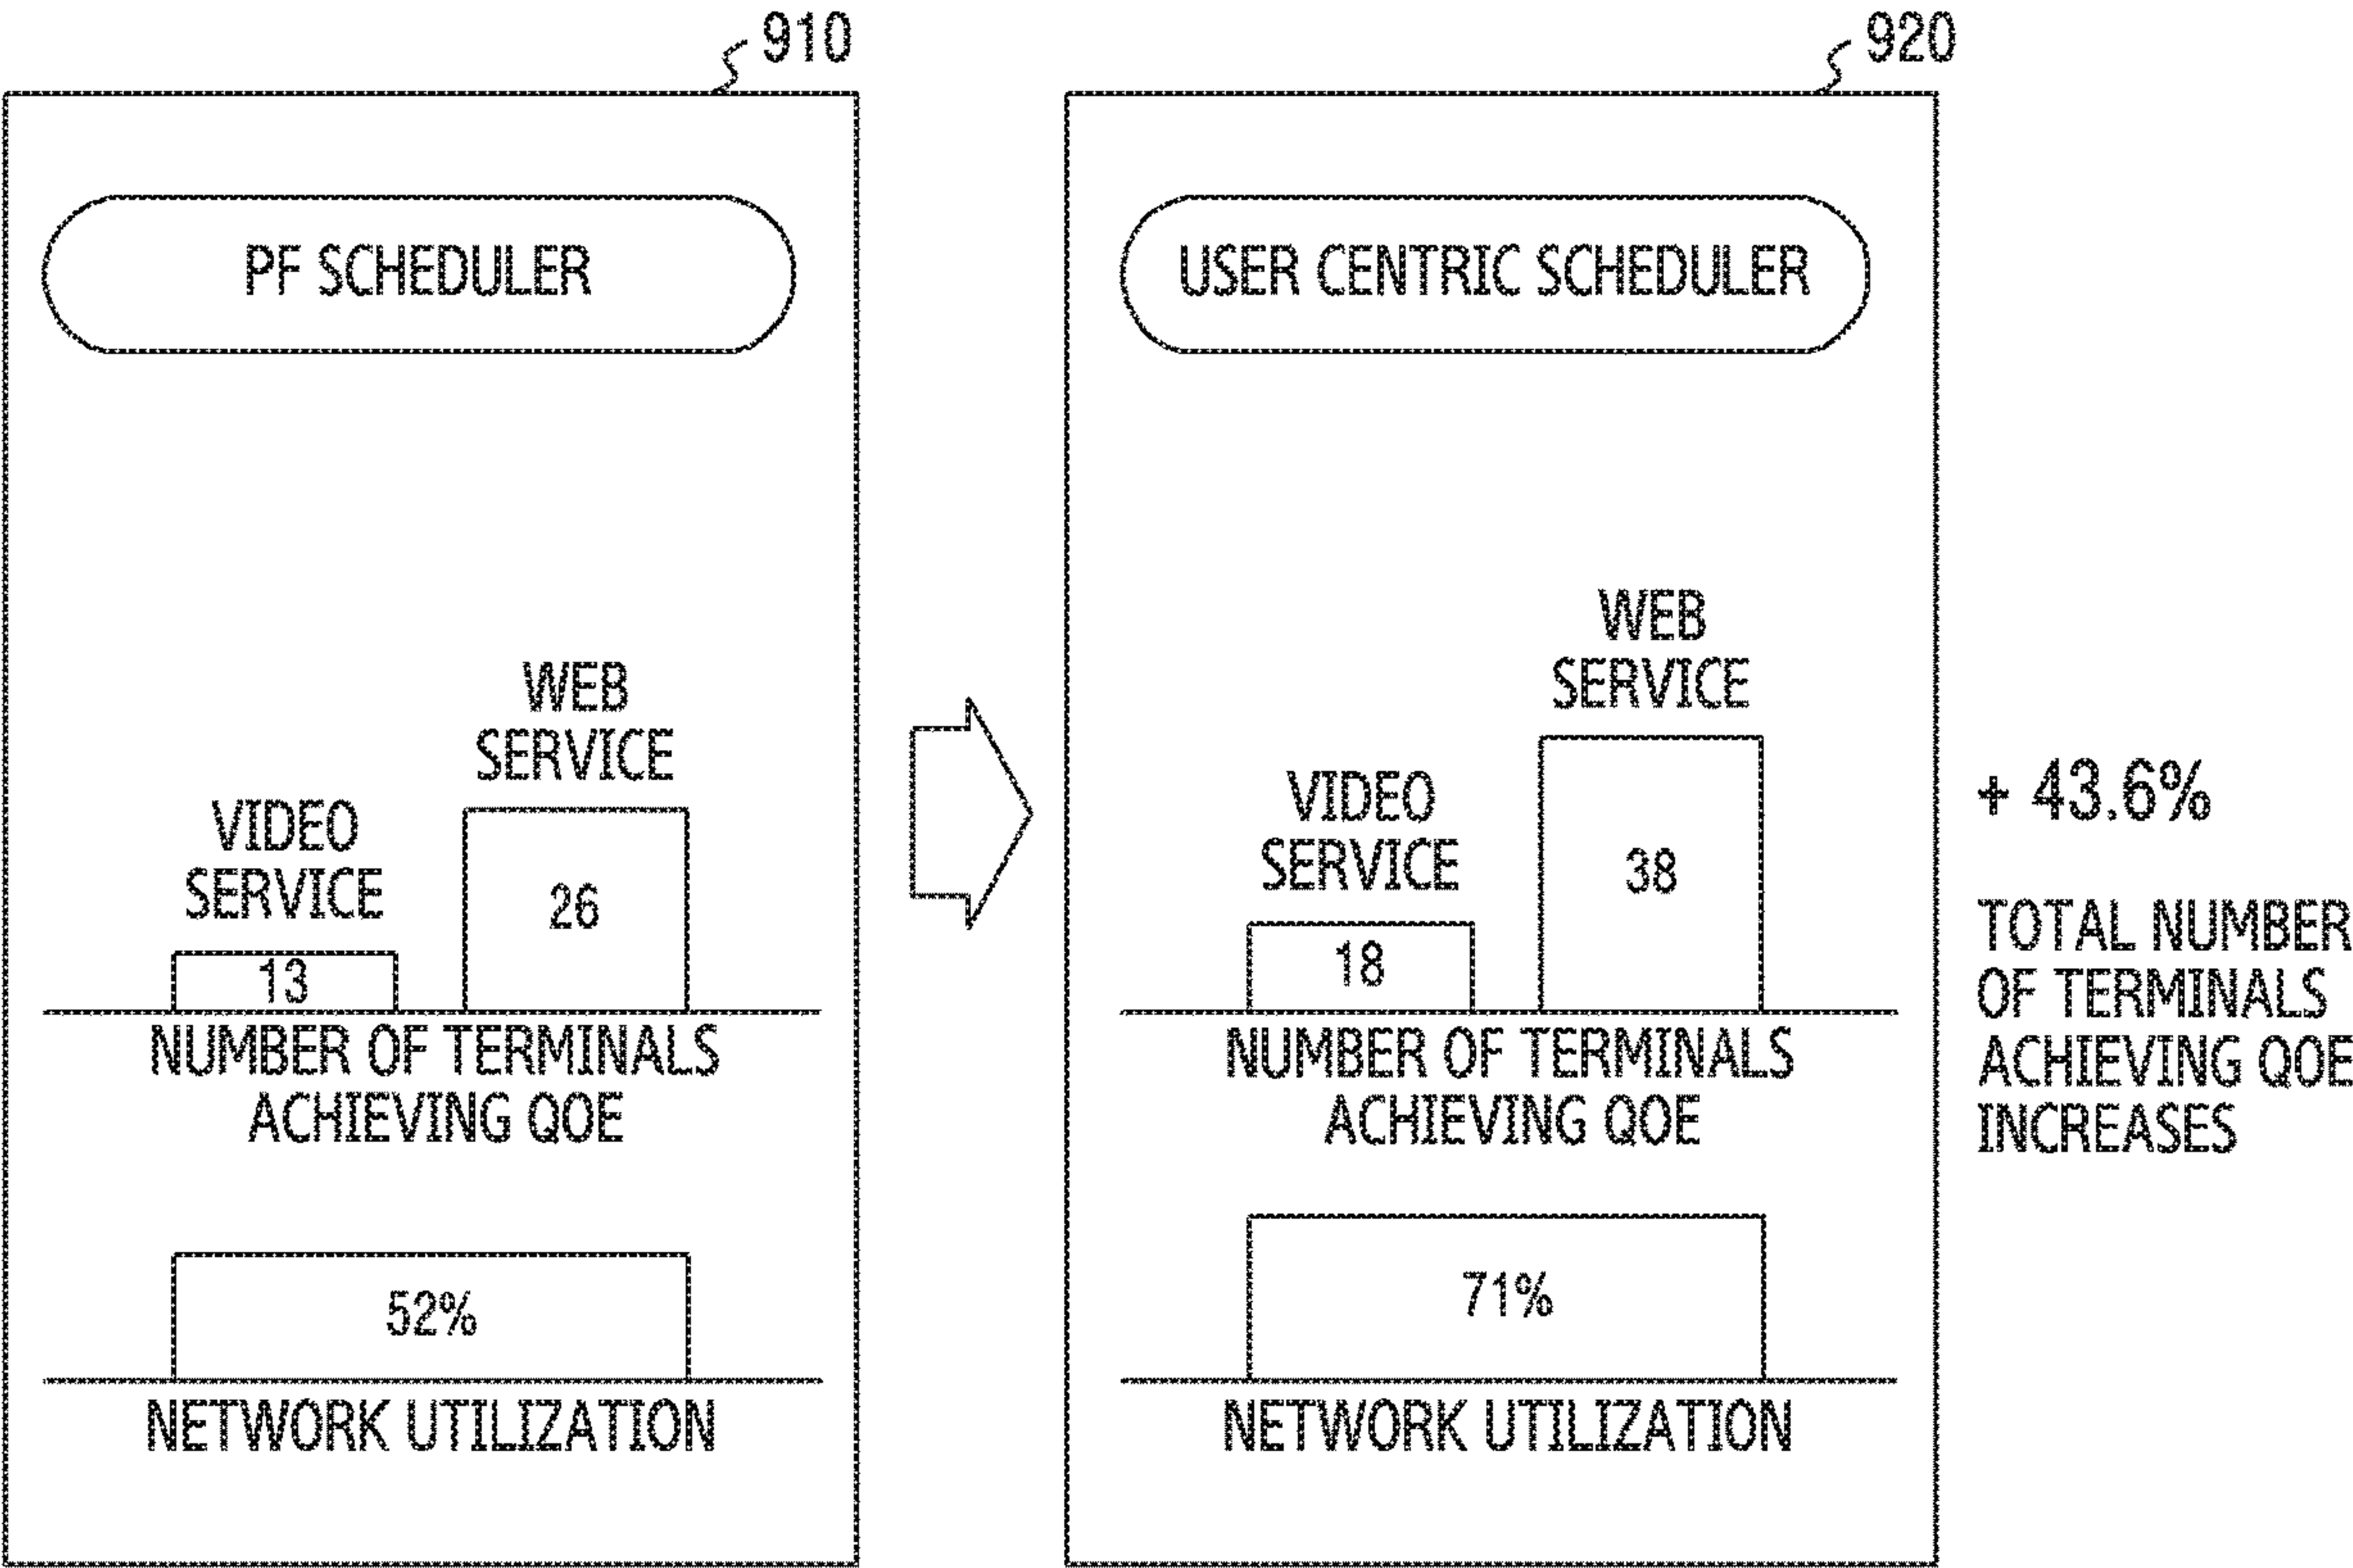 910
PF SCHEDULER
WEB
SERVICE
VIDEO
SERVICE
26
13
NUMBER OF TERMINALS
ACHIEVING QOE
52%
NETWORK UTILIZATION
920
USER CENTRIC SCHEDULER
WEB
SERVICE
VIDEO
SERVICE
38
18
NUMBER OF TERMINALS
ACHIEVING QOE
71%
NETWORK UTILIZATION
+ 43.6%
TOTAL NUMBER
OF TERMINALS
ACHIEVING QOE
INCREASES